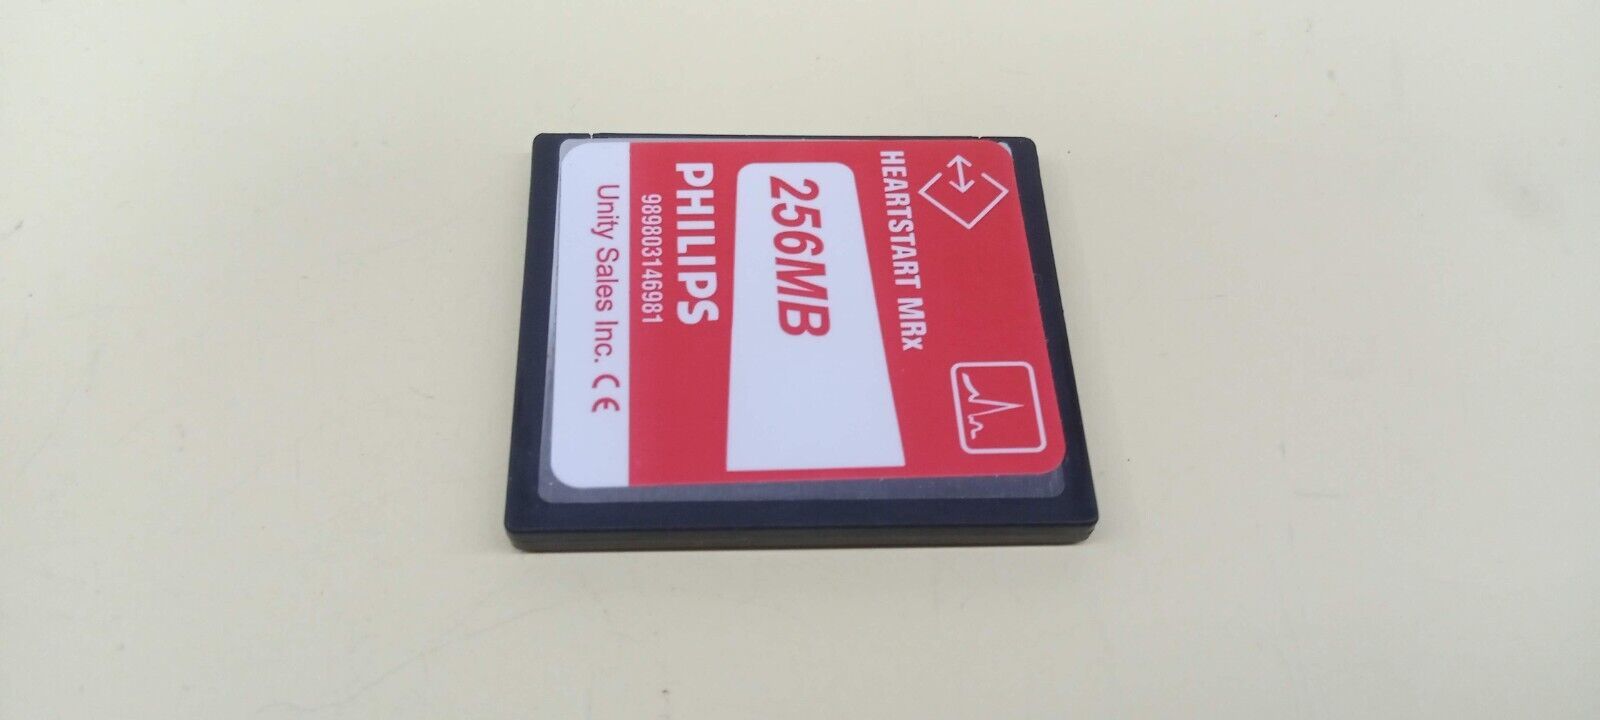 HEARTSTART MRx
256MB
PHILIPS
989803146981
Unity Sales Inc. CE